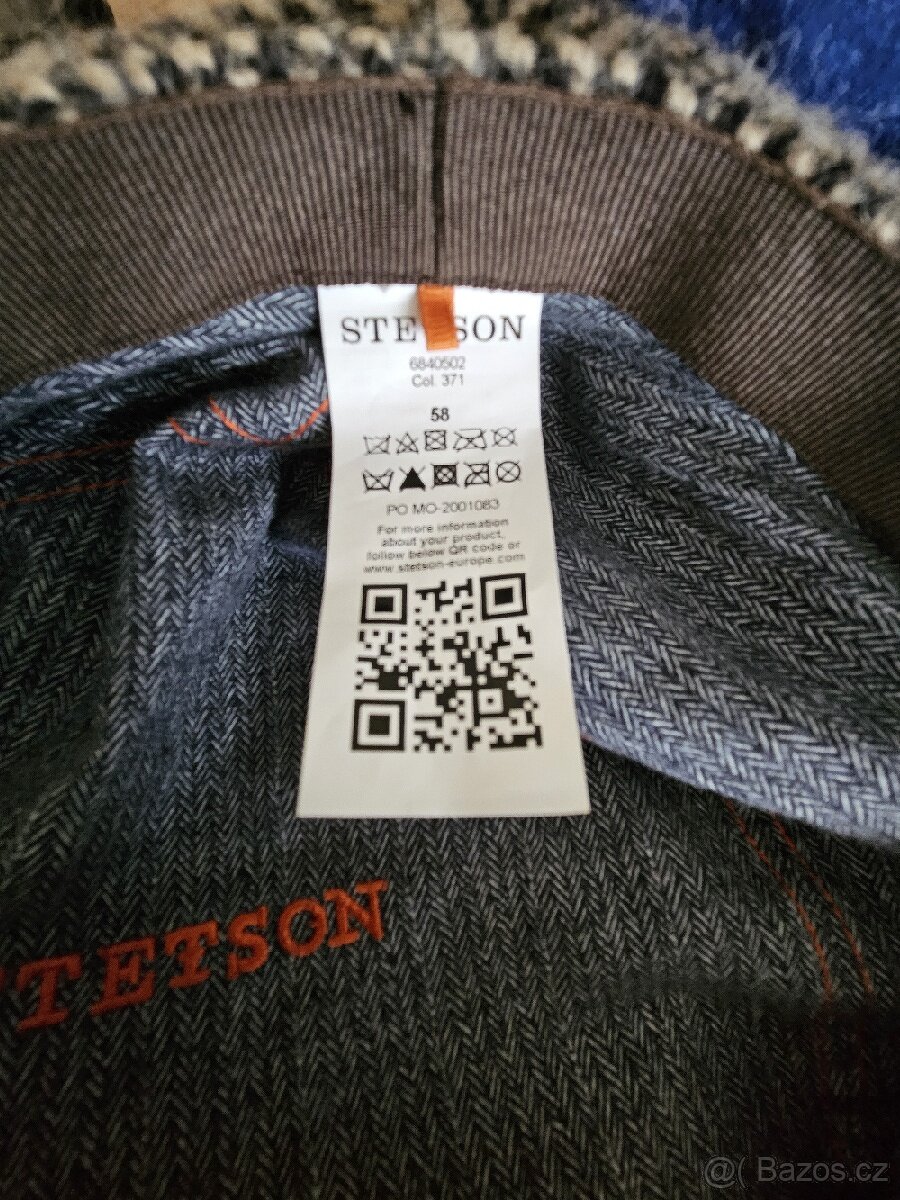 STETSON
6840502
Col. 371
58
PO MO-2001083
For more information
about your product,
follow below QR code or
www.stetson-europe.com
STETSON
@( Bazos.cz